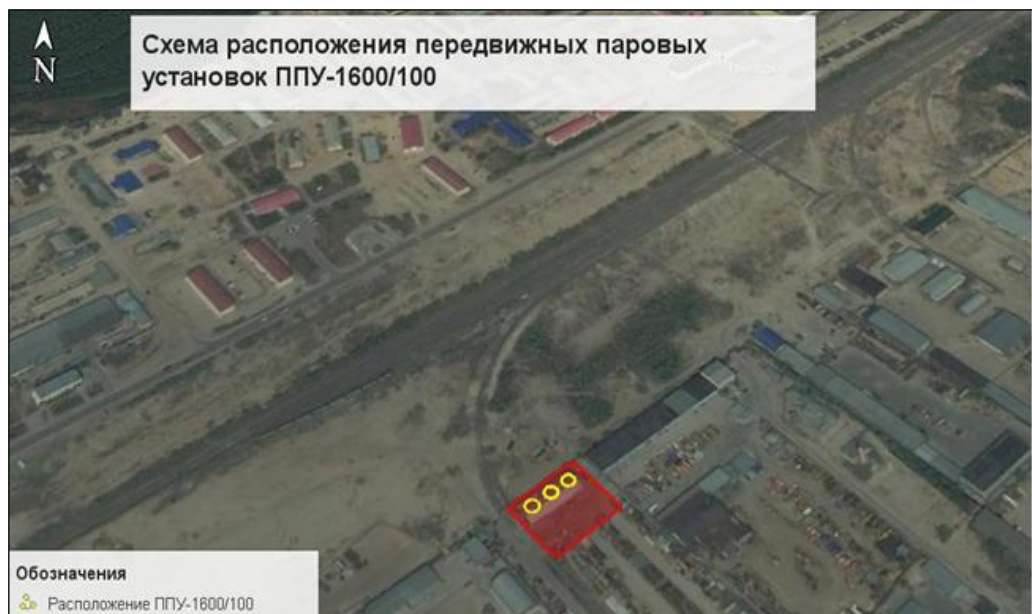 N
Схема расположения передвижных паровых
установок ППУ-1600/100
Обозначения
Расположение ППУ-1600/100